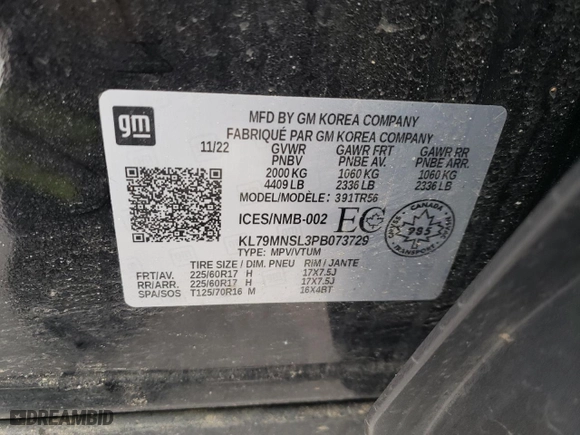 gm
MFD BY GM KOREA COMPANY
FABRIQUÉ PAR GM KOREA COMPANY
11/22 GVWR GAWR FRT GAWR RR
PNBV PNBE AV. PNBE ARR.
2000 KG 1060 KG 1060 KG
4409 LB 2336 LB 2336 LB
MODEL/MODÈLE: 391TR56
ICES/NMB-002 EC CANADA 985
KL79MNSL3PB073729
TYPE: MPV/VTUM
TIRE SIZE / DIM. PNEU RIM / JANTE
FRT/AV. 225/60R17 H 17X7.5J
RR/ARR. 225/60R17 H 17X7.5J
SPA/SOS T125/70R16 M 16X4BT
DREAMBID